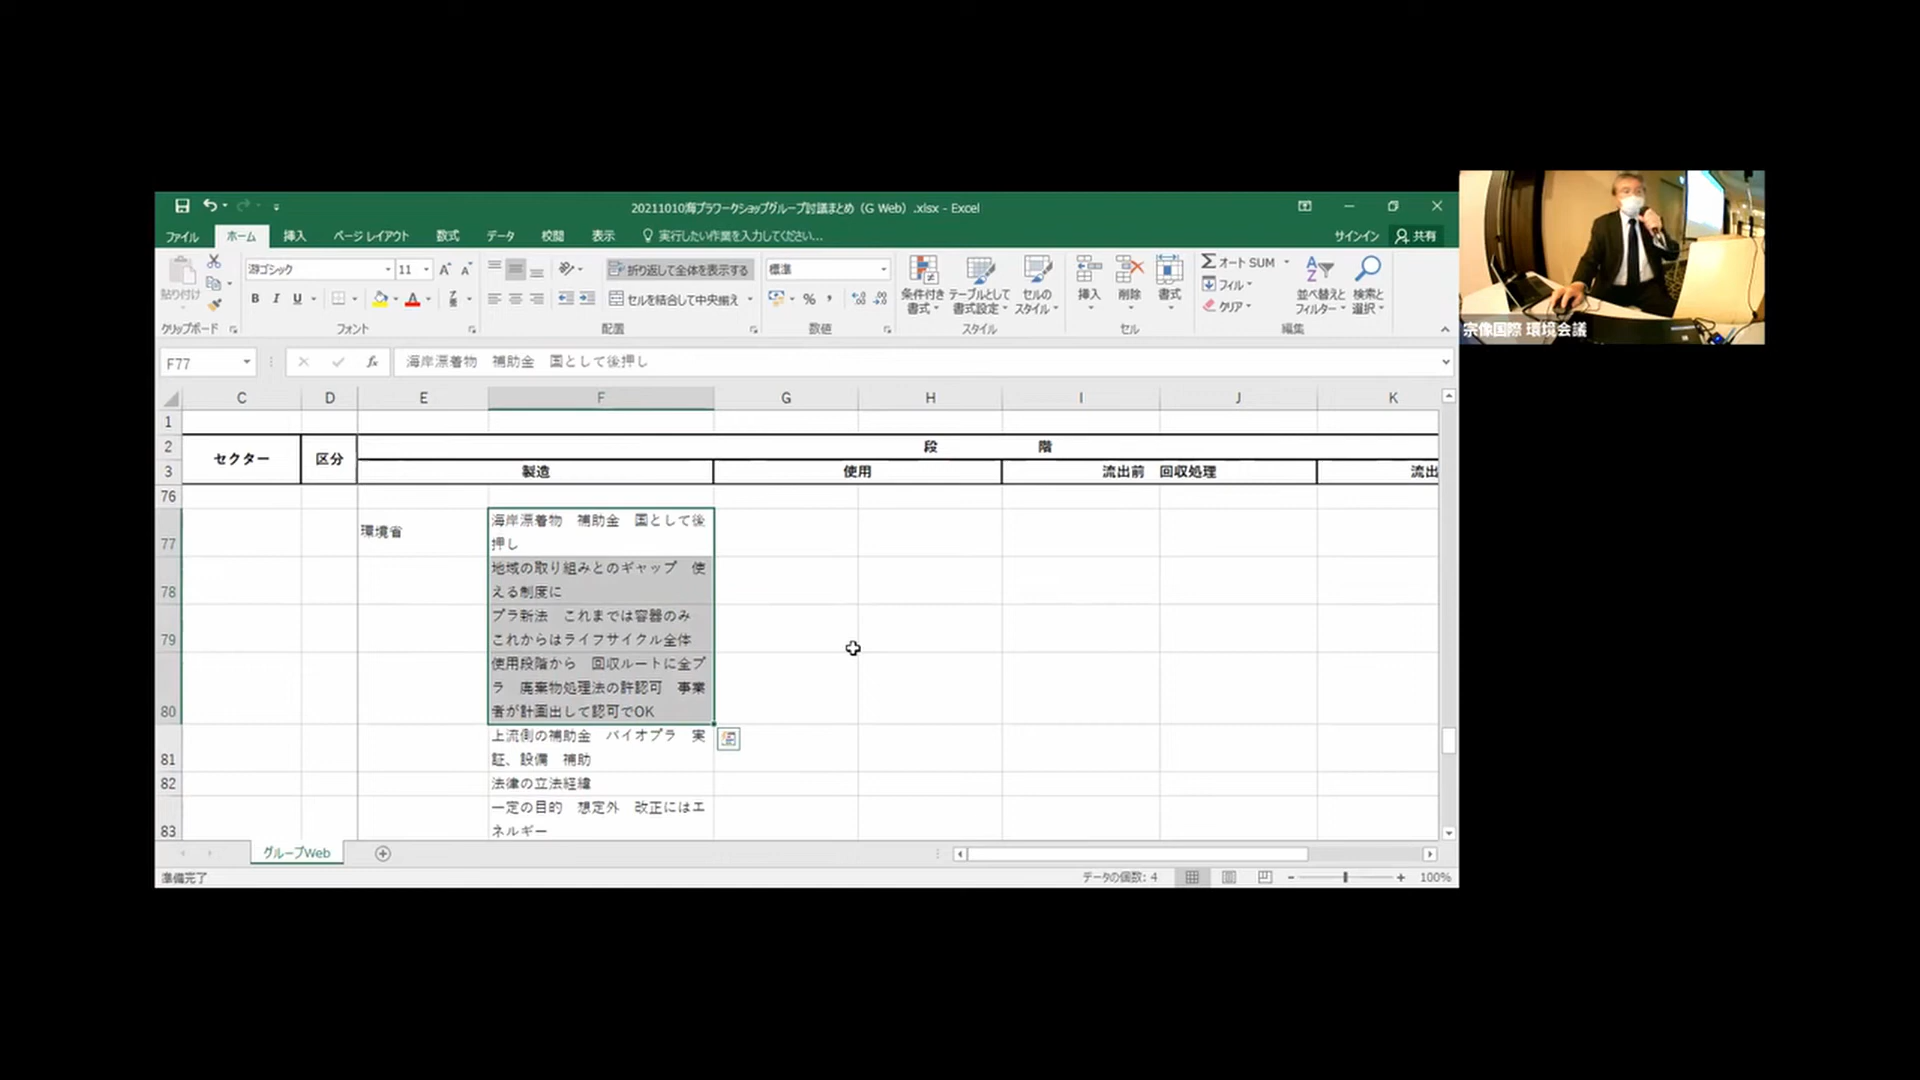 20211010海プラワークショップグループ討議まとめ（G Web）.xlsx - Excel
ファイル ホーム 挿入 ページ レイアウト 数式 データ 校閲 表示 実行したい作業を入力してください... サインイン 共有
貼り付け
游ゴシック 11
B I U
折り返して全体を表示する
セルを結合して中央揃え
標準
条件付き書式 テーブルとして書式設定 セルのスタイル
挿入 削除 書式
オート SUM
フィル
クリア
並べ替えとフィルター 検索と選択
クリップボード フォント 配置 数値 スタイル セル 編集
宗像国際 環境会議
F77 fx 海岸漂着物　補助金　国として後押し
C D E F G H I J K
1
2 セクター 区分 段 階
3 製造 使用 流出前　回収処理 流出
76
77 環境省 海岸漂着物　補助金　国として後
押し
78 地域の取り組みとのギャップ　使
える制度に
79 プラ新法　これまでは容器のみ
これからはライフサイクル全体
80 使用段階から　回収ルートに全プ
ラ　廃棄物処理法の許認可　事業
者が計画出して認可でOK
81 上流側の補助金　バイオプラ　実
証、設備　補助
82 法律の立法経緯
83 一定の目的　想定外　改正にはエ
ネルギー
グループWeb
準備完了 データの個数: 4 100%